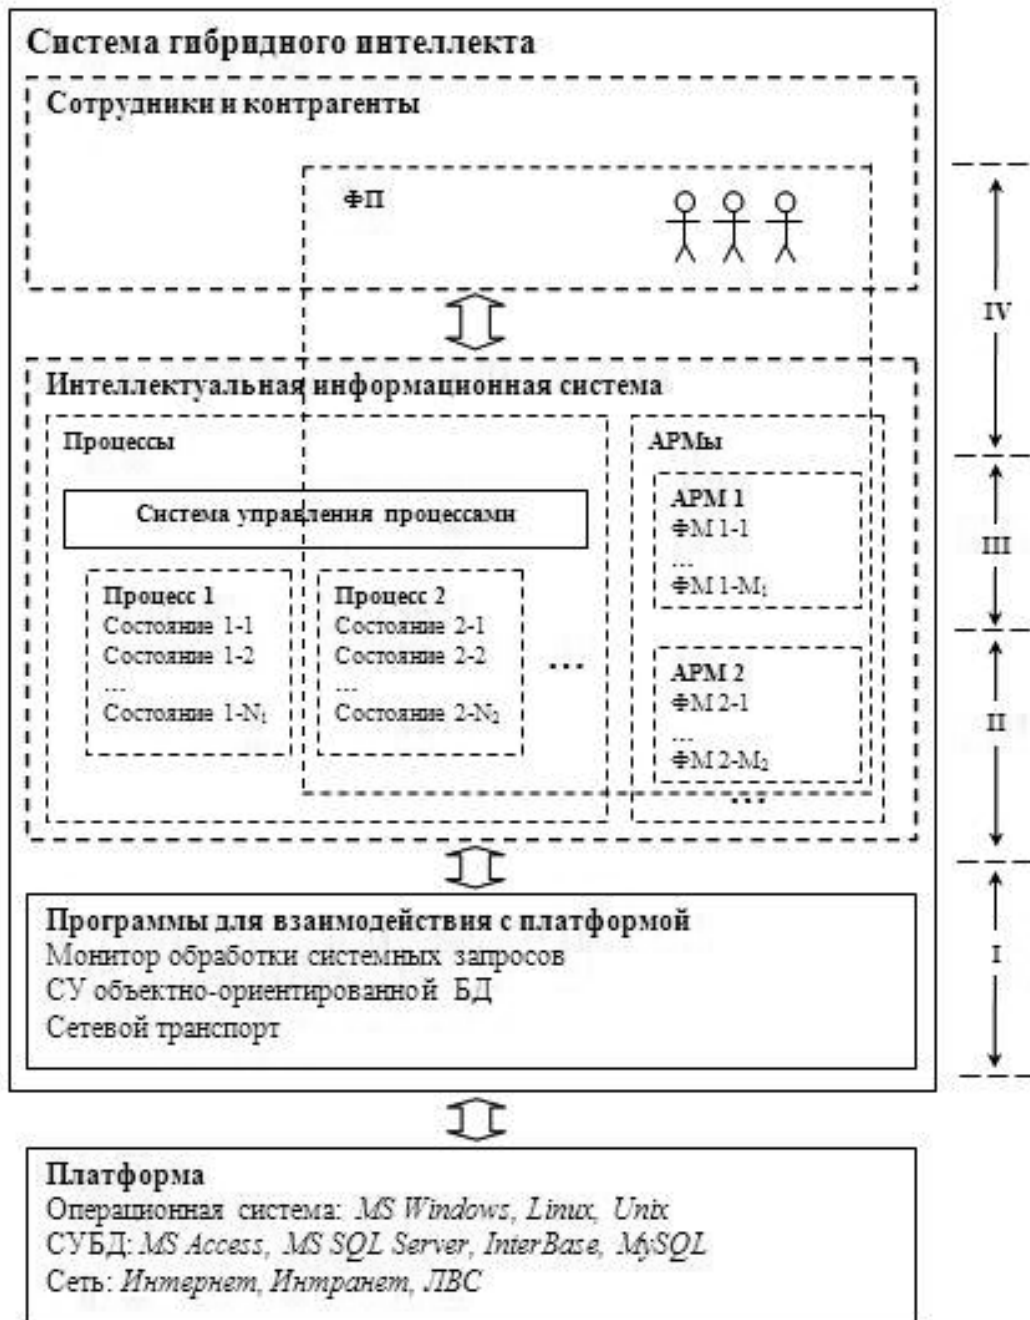 Система гибридного интеллекта
Сотрудники и контрагенты
ФП
IV
Интеллектуальная информационная система
Процессы
Система управления процессами
Процесс 1
Состояние 1-1
Состояние 1-2
...
Состояние 1-N₁
Процесс 2
Состояние 2-1
Состояние 2-2
...
Состояние 2-N₂
...
АРМы
АРМ 1
ФМ 1-1
...
ФМ 1-M₁
АРМ 2
ФМ 2-1
...
ФМ 2-M₂
...
III
II
Программы для взаимодействия с платформой
Монитор обработки системных запросов
СУ объектно-ориентированной БД
Сетевой транспорт
I
Платформа
Операционная система: MS Windows, Linux, Unix
СУБД: MS Access, MS SQL Server, InterBase, MySQL
Сеть: Интернет, Интранет, ЛВС